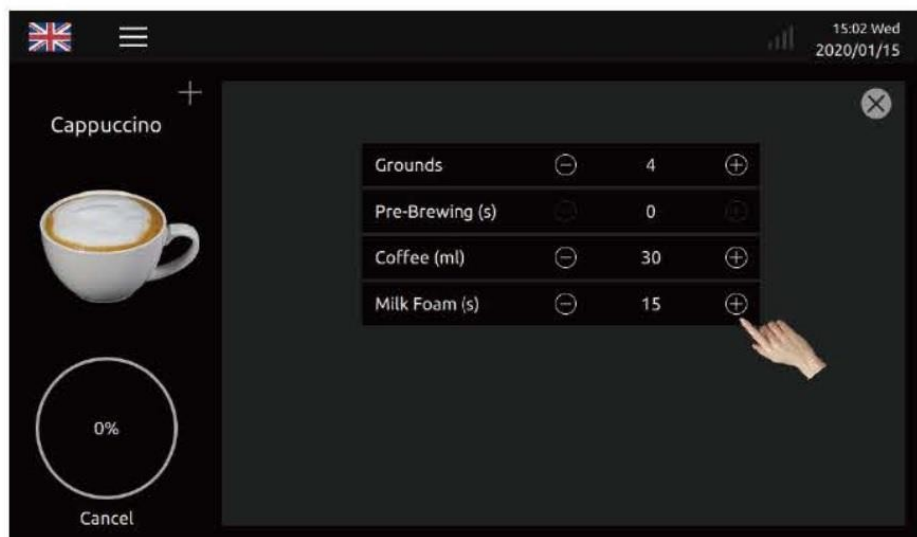 15:02 Wed
2020/01/15
Cappuccino
Grounds 4
Pre-Brewing (s) 0
Coffee (ml) 30
Milk Foam (s) 15
0%
Cancel